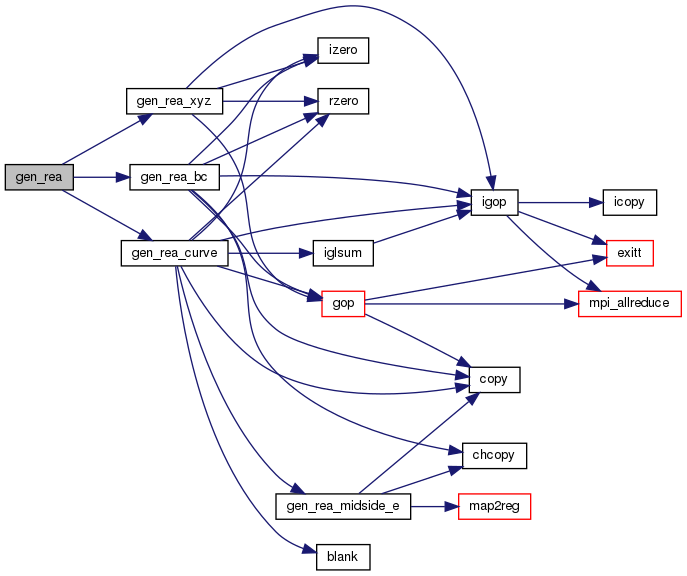 izero
gen_rea_xyz
rzero
gen_rea
gen_rea_bc
igop
icopy
gen_rea_curve
iglsum
exitt
gop
mpi_allreduce
copy
chcopy
gen_rea_midside_e
map2reg
blank